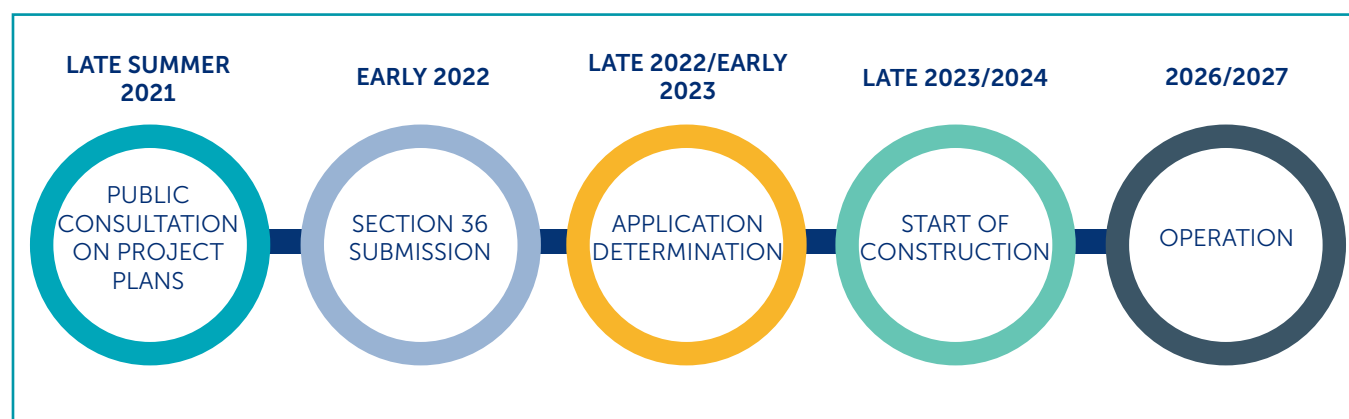 LATE SUMMER
2021
PUBLIC
CONSULTATION
ON PROJECT
PLANS
EARLY 2022
SECTION 36
SUBMISSION
LATE 2022/EARLY
2023
APPLICATION
DETERMINATION
LATE 2023/2024
START OF
CONSTRUCTION
2026/2027
OPERATION